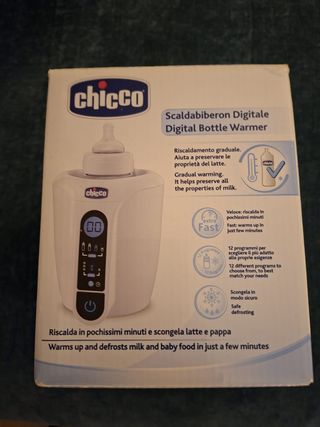 chicco
Scaldabiberon Digitale
Digital Bottle Warmer
Riscaldamento graduale.
Aiuta a preservare le
proprietà del latte.
Gradual warming.
It helps preserve all
the properties of milk.
chicco
00
extra
Fast
Veloce: riscalda in
pochissimi minuti
Fast: warms up in
just few minutes
12 programmi per
scegliere il più adatto
alle proprie esigenze
12 different programs to
choose from, to best
match your needs
Scongela in
modo sicuro
Safe
defrosting
Riscalda in pochissimi minuti e scongela latte e pappa
Warms up and defrosts milk and baby food in just a few minutes